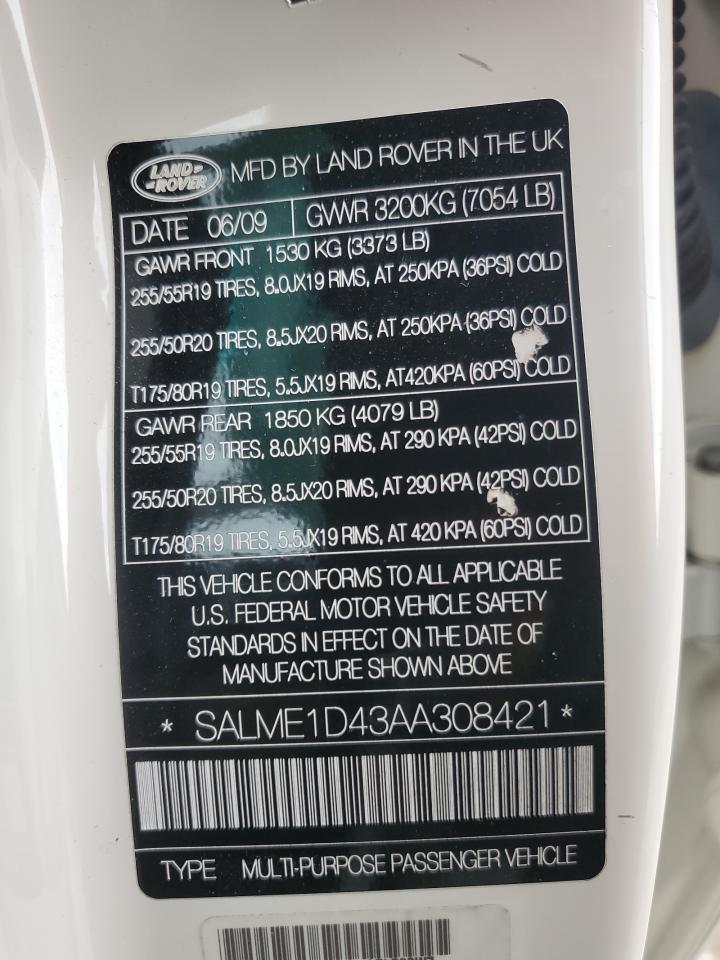 LAND ROVER
MFD BY LAND ROVER IN THE UK
DATE 06/09 GVWR 3200KG (7054 LB)
GAWR FRONT 1530 KG (3373 LB)
255/55R19 TIRES, 8.0JX19 RIMS, AT 250KPA (36PSI) COLD
255/50R20 TIRES, 8.5JX20 RIMS, AT 250KPA (36PSI) COLD
T175/80R19 TIRES, 5.5JX19 RIMS, AT420KPA (60PSI) COLD
GAWR REAR 1850 KG (4079 LB)
255/55R19 TIRES, 8.0JX19 RIMS, AT 290 KPA (42PSI) COLD
255/50R20 TIRES, 8.5JX20 RIMS, AT 290 KPA (42PSI) COLD
T175/80R19 TIRES, 5.5JX19 RIMS, AT 420 KPA (60PSI) COLD
THIS VEHICLE CONFORMS TO ALL APPLICABLE
U.S. FEDERAL MOTOR VEHICLE SAFETY
STANDARDS IN EFFECT ON THE DATE OF
MANUFACTURE SHOWN ABOVE
* SALME1D43AA308421 *
TYPE MULTI-PURPOSE PASSENGER VEHICLE